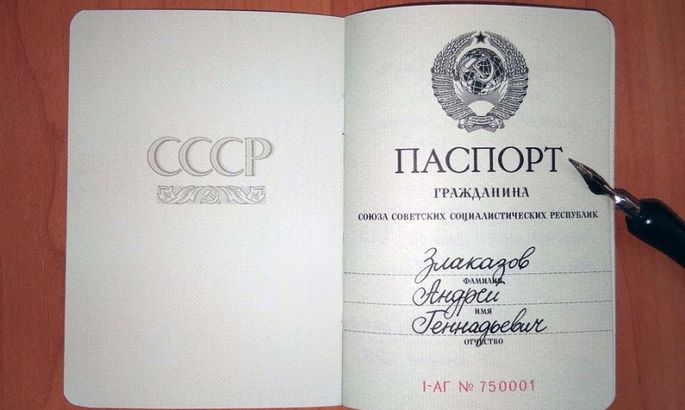 СССР
ПАСПОРТ
ГРАЖДАНИНА
СОЮЗА СОВЕТСКИХ СОЦИАЛИСТИЧЕСКИХ РЕСПУБЛИК
Злаказов
ФАМИЛИЯ
Андрей
ИМЯ
Геннадьевич
ОТЧЕСТВО
I-АГ № 750001